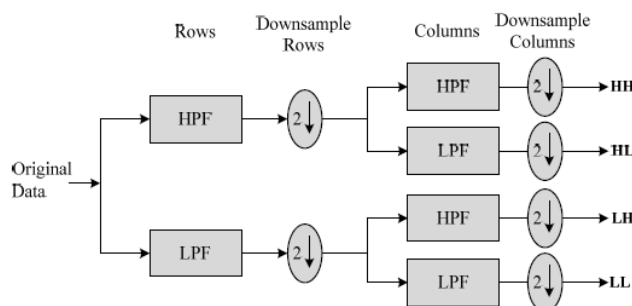 Rows
Downsample
Rows
Columns
Downsample
Columns
HPF
2
HPF
2
HH
LPF
2
HL
Original
Data
LPF
2
HPF
2
LH
LPF
2
LL